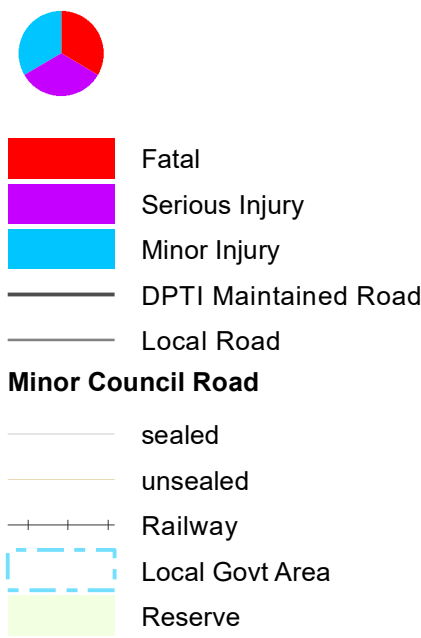 Fatal
Serious Injury
Minor Injury
DPTI Maintained Road
Local Road
Minor Council Road
sealed
unsealed
Railway
Local Govt Area
Reserve